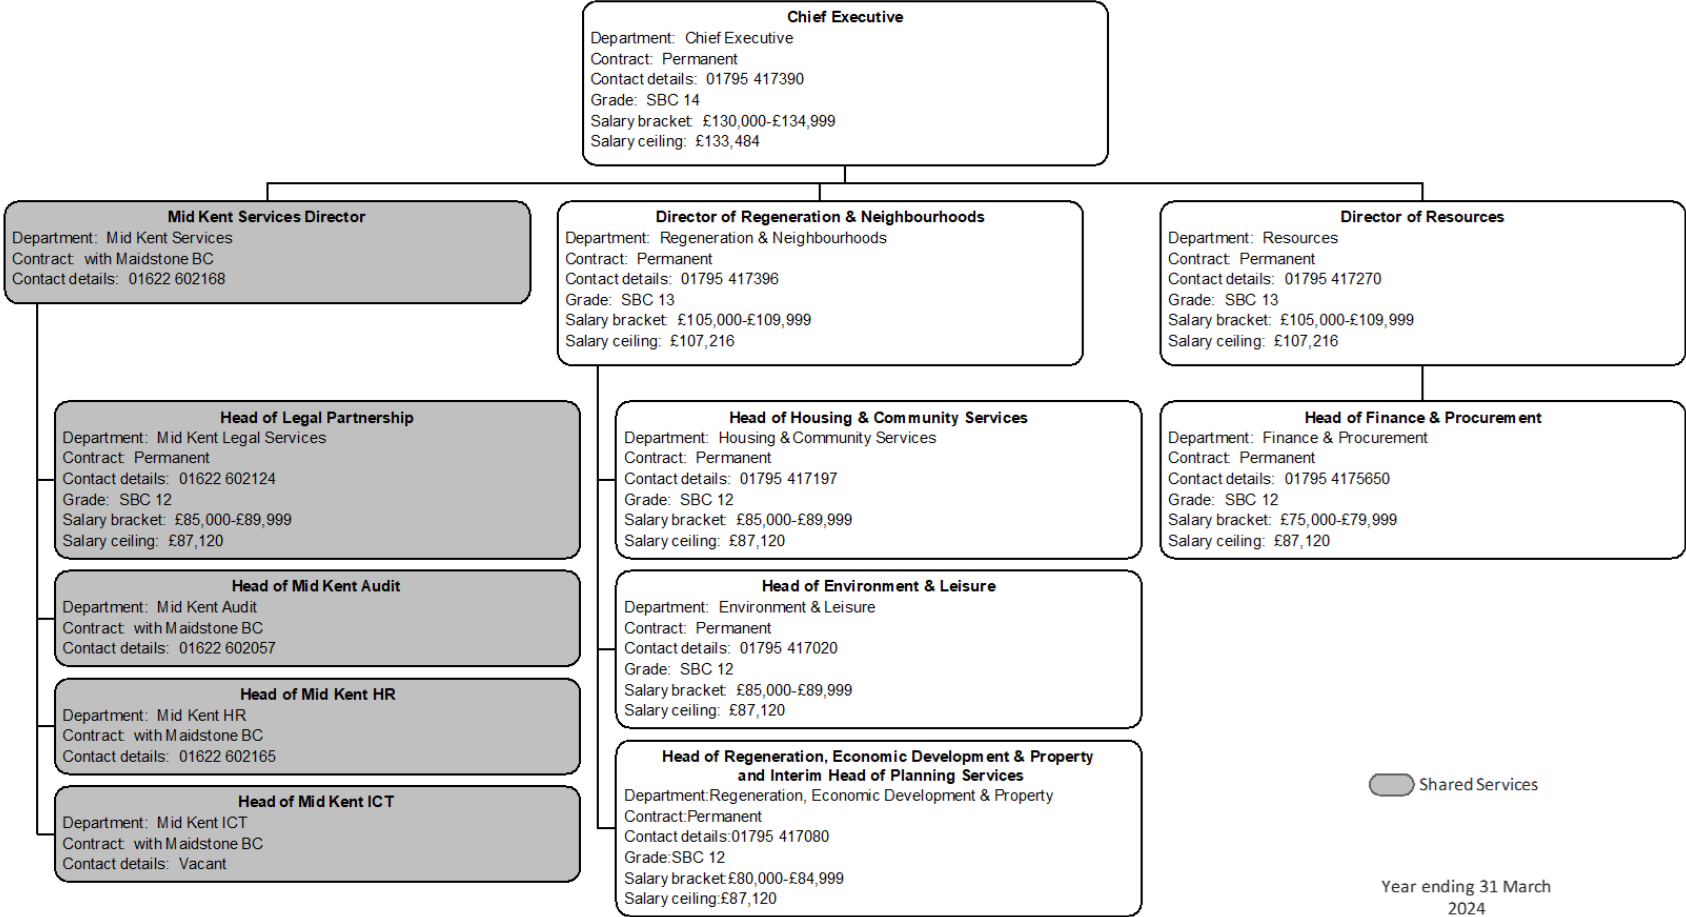 Chief Executive
Department: Chief Executive
Contract: Permanent
Contact details: 01795 417390
Grade: SBC 14
Salary bracket: £130,000-£134,999
Salary ceiling: £133,484
Mid Kent Services Director
Department: Mid Kent Services
Contract: with Maidstone BC
Contact details: 01622 602168
Director of Regeneration & Neighbourhoods
Department: Regeneration & Neighbourhoods
Contract: Permanent
Contact details: 01795 417396
Grade: SBC 13
Salary bracket: £105,000-£109,999
Salary ceiling: £107,216
Director of Resources
Department: Resources
Contract: Permanent
Contact details: 01795 417270
Grade: SBC 13
Salary bracket: £105,000-£109,999
Salary ceiling: £107,216
Head of Legal Partnership
Department: Mid Kent Legal Services
Contract: Permanent
Contact details: 01622 602124
Grade: SBC 12
Salary bracket: £85,000-£89,999
Salary ceiling: £87,120
Head of Mid Kent Audit
Department: Mid Kent Audit
Contract: with Maidstone BC
Contact details: 01622 602057
Head of Mid Kent HR
Department: Mid Kent HR
Contract: with Maidstone BC
Contact details: 01622 602165
Head of Mid Kent ICT
Department: Mid Kent ICT
Contract: with Maidstone BC
Contact details: Vacant
Head of Housing & Community Services
Department: Housing & Community Services
Contract: Permanent
Contact details: 01795 417197
Grade: SBC 12
Salary bracket: £85,000-£89,999
Salary ceiling: £87,120
Head of Environment & Leisure
Department: Environment & Leisure
Contract: Permanent
Contact details: 01795 417020
Grade: SBC 12
Salary bracket: £85,000-£89,999
Salary ceiling: £87,120
Head of Regeneration, Economic Development & Property
and Interim Head of Planning Services
Department:Regeneration, Economic Development & Property
Contract:Permanent
Contact details:01795 417080
Grade:SBC 12
Salary bracket:£80,000-£84,999
Salary ceiling:£87,120
Head of Finance & Procurement
Department: Finance & Procurement
Contract: Permanent
Contact details: 01795 4175650
Grade: SBC 12
Salary bracket: £75,000-£79,999
Salary ceiling: £87,120
Shared Services
Year ending 31 March
2024